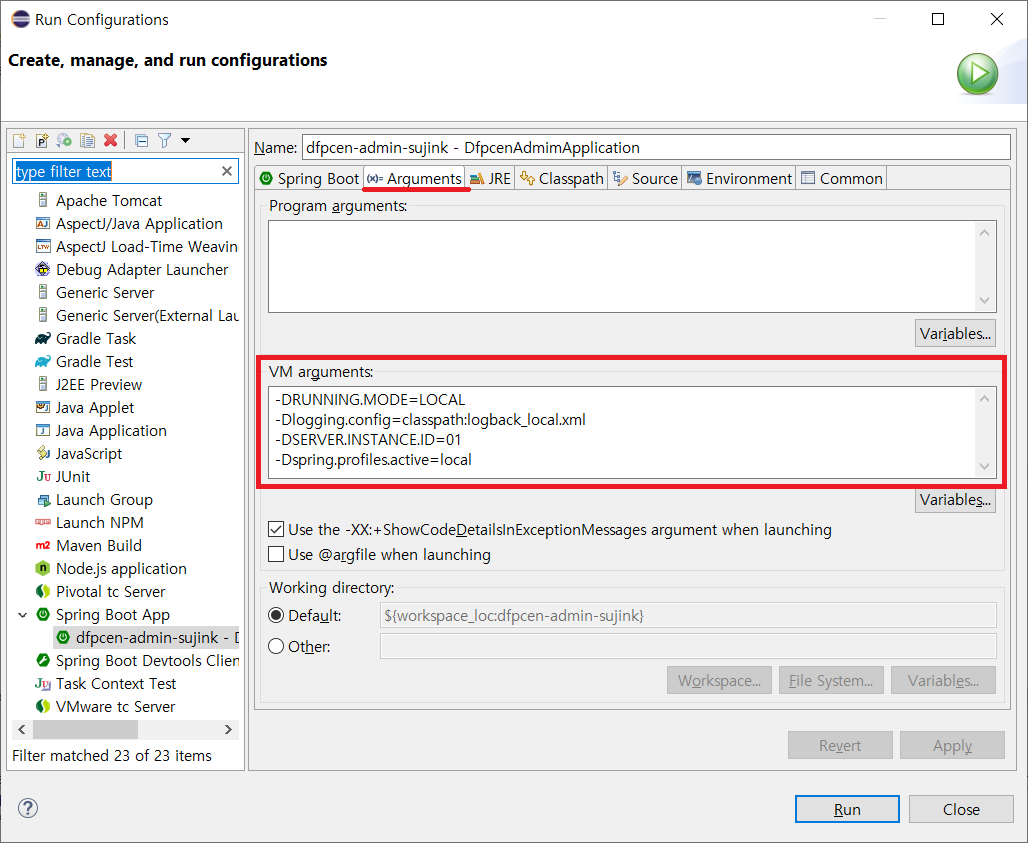 Run Configurations
Create, manage, and run configurations
type filter text
Apache Tomcat
AspectJ/Java Application
AspectJ Load-Time Weavin
Debug Adapter Launcher
Generic Server
Generic Server(External Lau
Gradle Task
Gradle Test
J2EE Preview
Java Applet
Java Application
JavaScript
JUnit
Launch Group
Launch NPM
Maven Build
Node.js application
Pivotal tc Server
Spring Boot App
dfpcen-admin-sujink - D
Spring Boot Devtools Clien
Task Context Test
VMware tc Server
Filter matched 23 of 23 items
Name: dfpcen-admin-sujink - DfpcenAdmimApplication
Spring Boot (x)= Arguments JRE Classpath Source Environment Common
Program arguments:
Variables...
VM arguments:
-DRUNNING.MODE=LOCAL
-Dlogging.config=classpath:logback_local.xml
-DSERVER.INSTANCE.ID=01
-Dspring.profiles.active=local
Variables...
Use the -XX:+ShowCodeDetailsInExceptionMessages argument when launching
Use @argfile when launching
Working directory:
Default: ${workspace_loc:dfpcen-admin-sujink}
Other:
Workspace... File System... Variables...
Revert Apply
Run Close